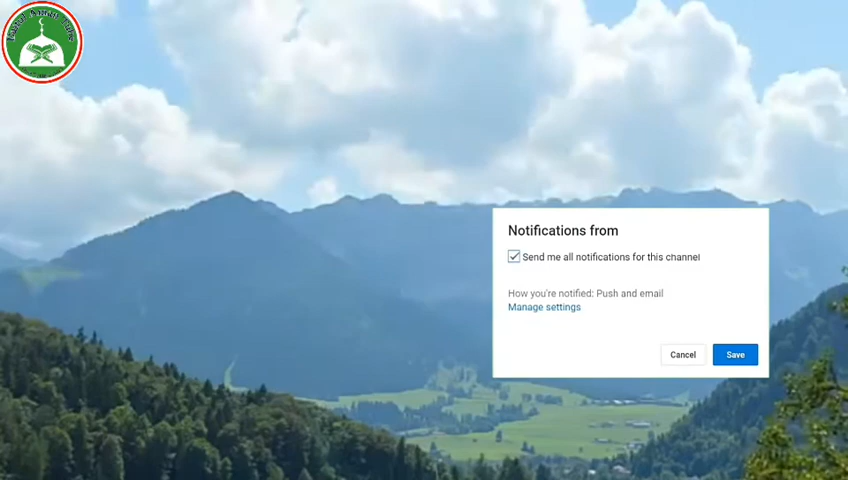 Notifications from
Send me all notifications for this channel
How you're notified: Push and email
Manage settings
Cancel
Save